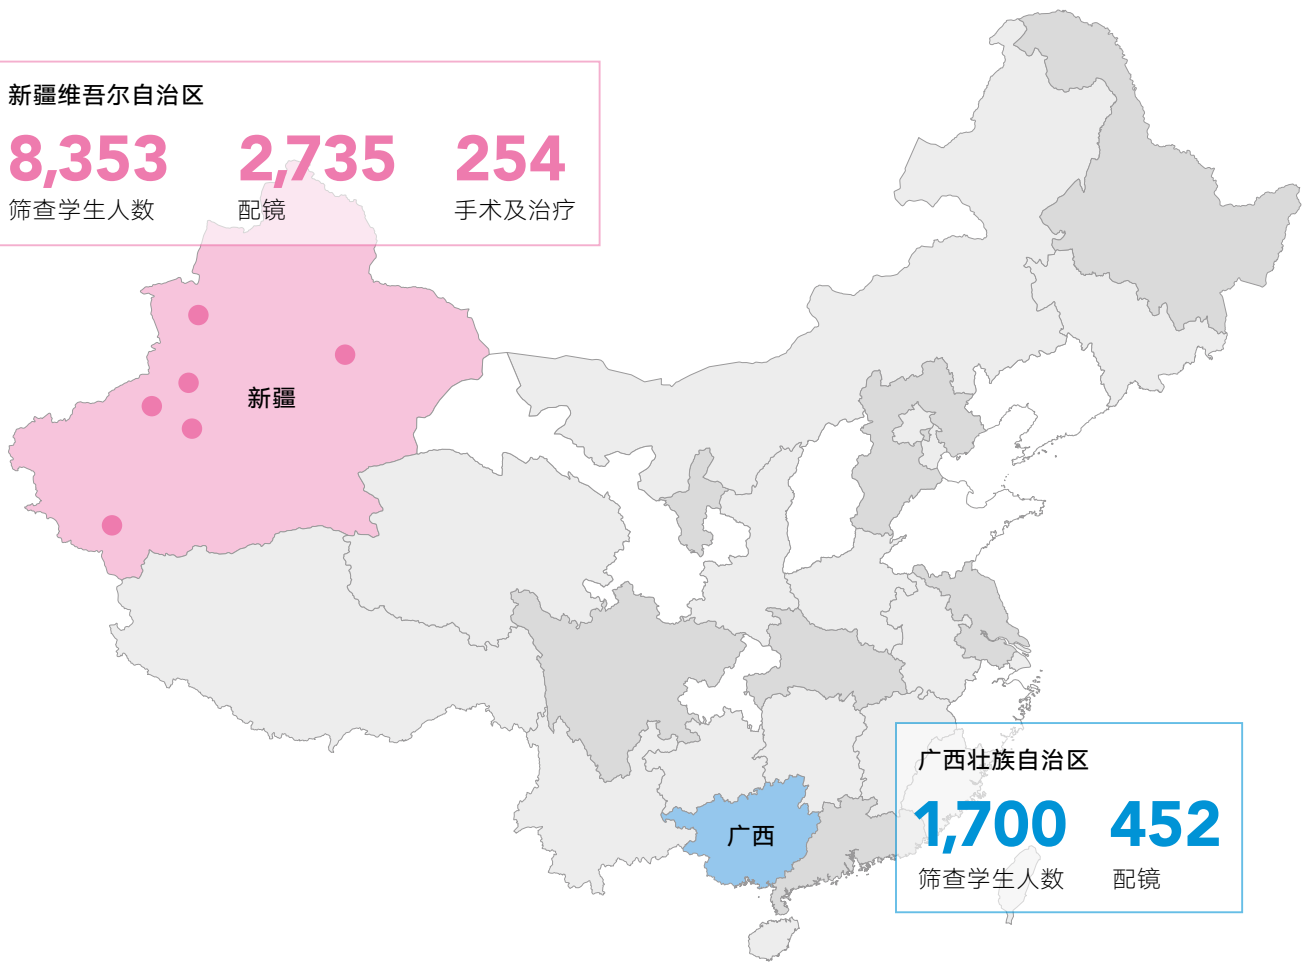 新疆维吾尔自治区
8,353 2,735 254
筛查学生人数 配镜 手术及治疗
新疆
广西壮族自治区
1,700 452
筛查学生人数 配镜
广西